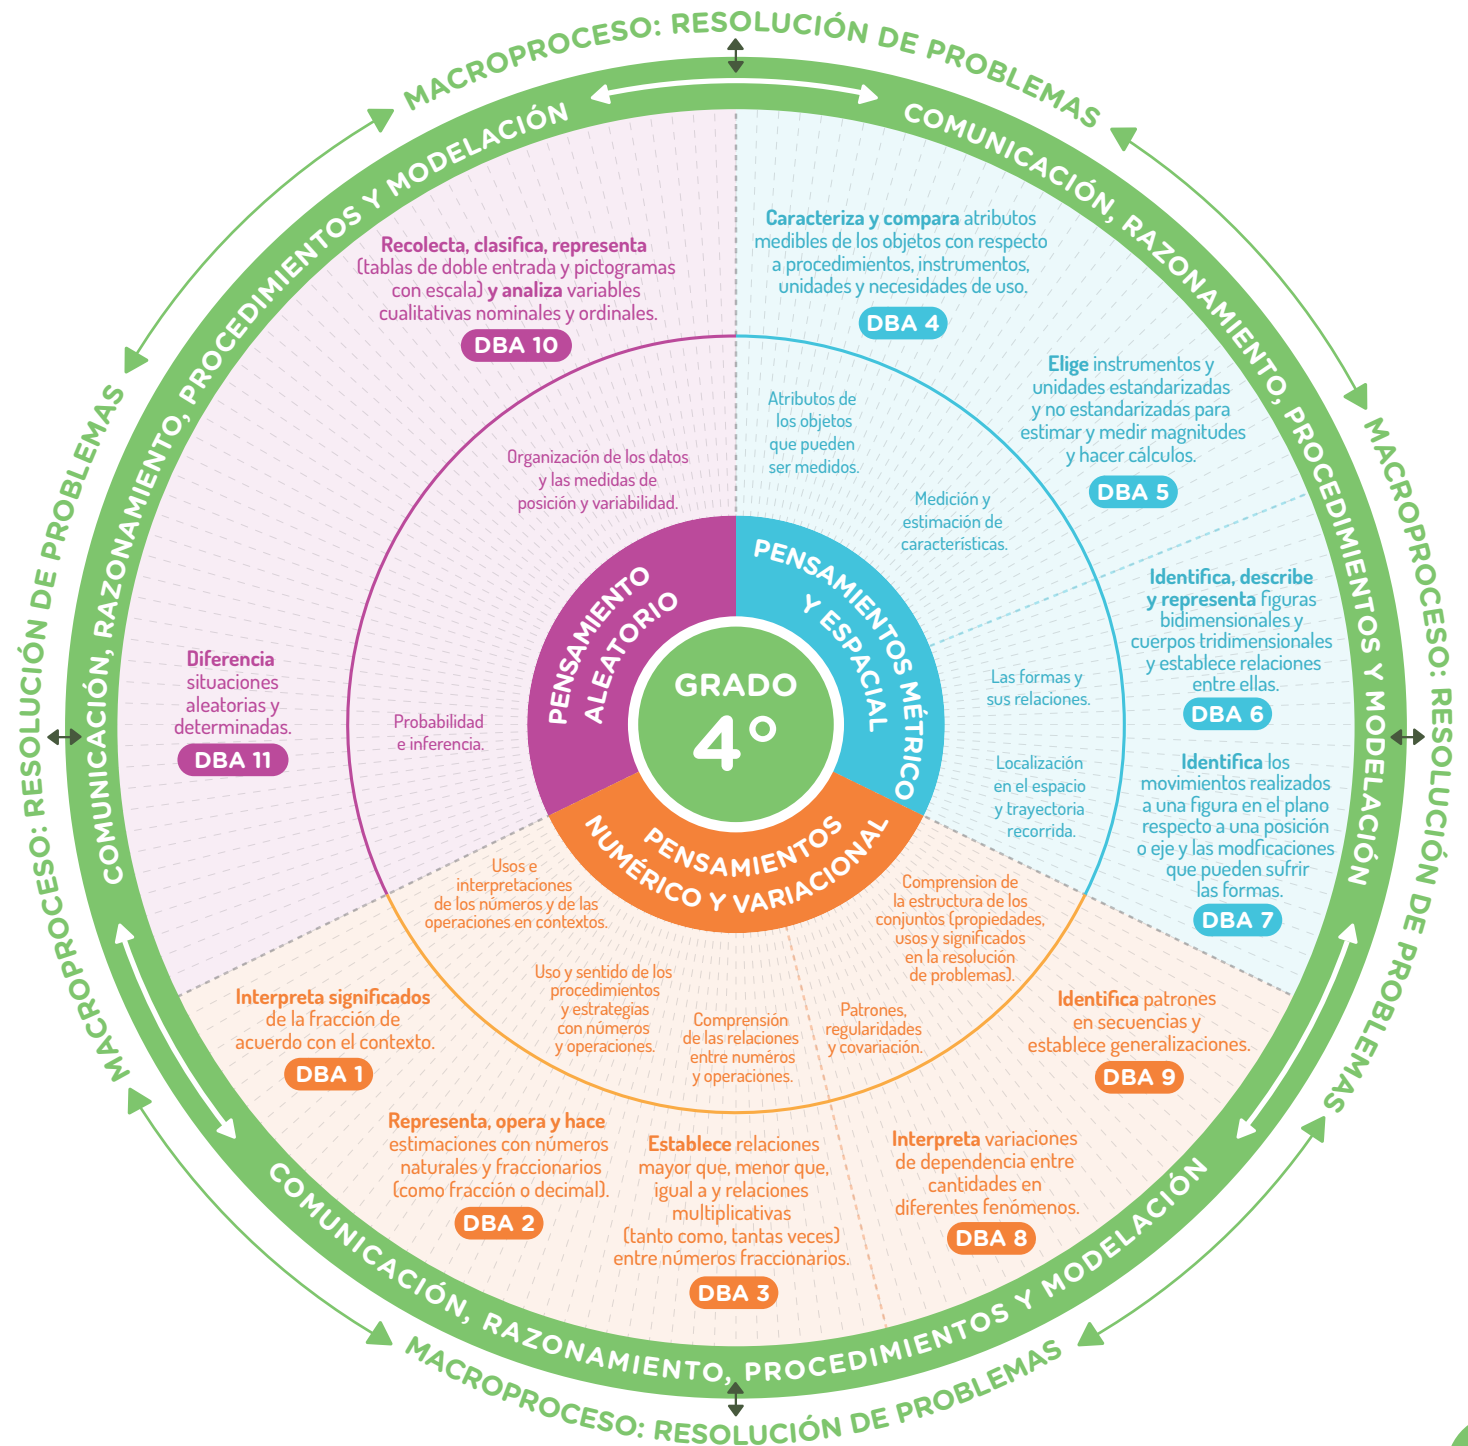 MACROPROCESO: RESOLUCIÓN DE PROBLEMAS
MACROPROCESO: RESOLUCIÓN DE PROBLEMAS
MACROPROCESO: RESOLUCIÓN DE PROBLEMAS
MACROPROCESO: RESOLUCIÓN DE PROBLEMAS
COMUNICACIÓN, RAZONAMIENTO, PROCEDIMIENTOS Y MODELACIÓN
COMUNICACIÓN, RAZONAMIENTO, PROCEDIMIENTOS Y MODELACIÓN
COMUNICACIÓN, RAZONAMIENTO, PROCEDIMIENTOS Y MODELACIÓN
GRADO
4°
PENSAMIENTO
ALEATORIO
PENSAMIENTOS MÉTRICO
Y ESPACIAL
PENSAMIENTOS
NUMÉRICO Y VARIACIONAL
Recolecta, clasifica, representa
(tablas de doble entrada y pictogramas
con escala) y analiza variables
cualitativas nominales y ordinales.
DBA 10
Organización de los datos
y las medidas de
posición y variabilidad.
Diferencia
situaciones
aleatorias y
determinadas.
DBA 11
Probabilidad
e inferencia.
Caracteriza y compara atributos
medibles de los objetos con respecto
a procedimientos, instrumentos,
unidades y necesidades de uso.
DBA 4
Atributos de
los objetos
que pueden
ser medidos.
Elige instrumentos y
unidades estandarizadas
y no estandarizadas para
estimar y medir magnitudes
y hacer cálculos.
DBA 5
Medición y
estimación de
características.
Identifica, describe
y representa figuras
bidimensionales y
cuerpos tridimensionales
y establece relaciones
entre ellas.
DBA 6
Las formas y
sus relaciones.
Identifica los
movimientos realizados
a una figura en el plano
respecto a una posición
o eje y las modficaciones
que pueden sufrir
las formas.
DBA 7
Localización
en el espacio
y trayectoria
recorrida.
Usos e
interpretaciones
de los números y de las
operaciones en contextos.
Interpreta significados
de la fracción de
acuerdo con el contexto.
DBA 1
Uso y sentido de los
procedimientos
y estrategias
con números
y operaciones.
Representa, opera y hace
estimaciones con números
naturales y fraccionarios
(como fracción o decimal).
DBA 2
Comprensión
de las relaciones
entre numéros
y operaciones.
Establece relaciones
mayor que, menor que,
igual a y relaciones
multiplicativas
(tanto como, tantas veces)
entre números fraccionarios.
DBA 3
Patrones,
regularidades
y covariación.
Interpreta variaciones
de dependencia entre
cantidades en
diferentes fenómenos.
DBA 8
Comprension de
la estructura de los
conjuntos (propiedades,
usos y significados
en la resolución
de problemas).
Identifica patrones
en secuencias y
establece generalizaciones.
DBA 9